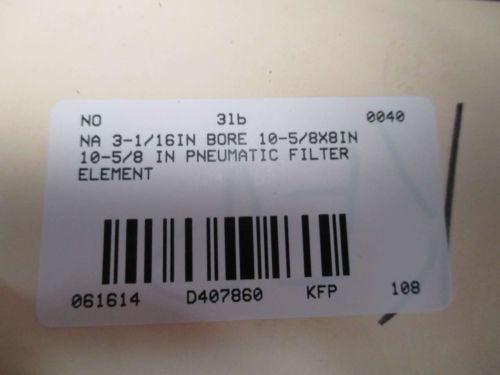 NO 3lb 0040
NA 3-1/16IN BORE 10-5/8X8IN
10-5/8 IN PNEUMATIC FILTER
ELEMENT
061614 D407860 KFP 108